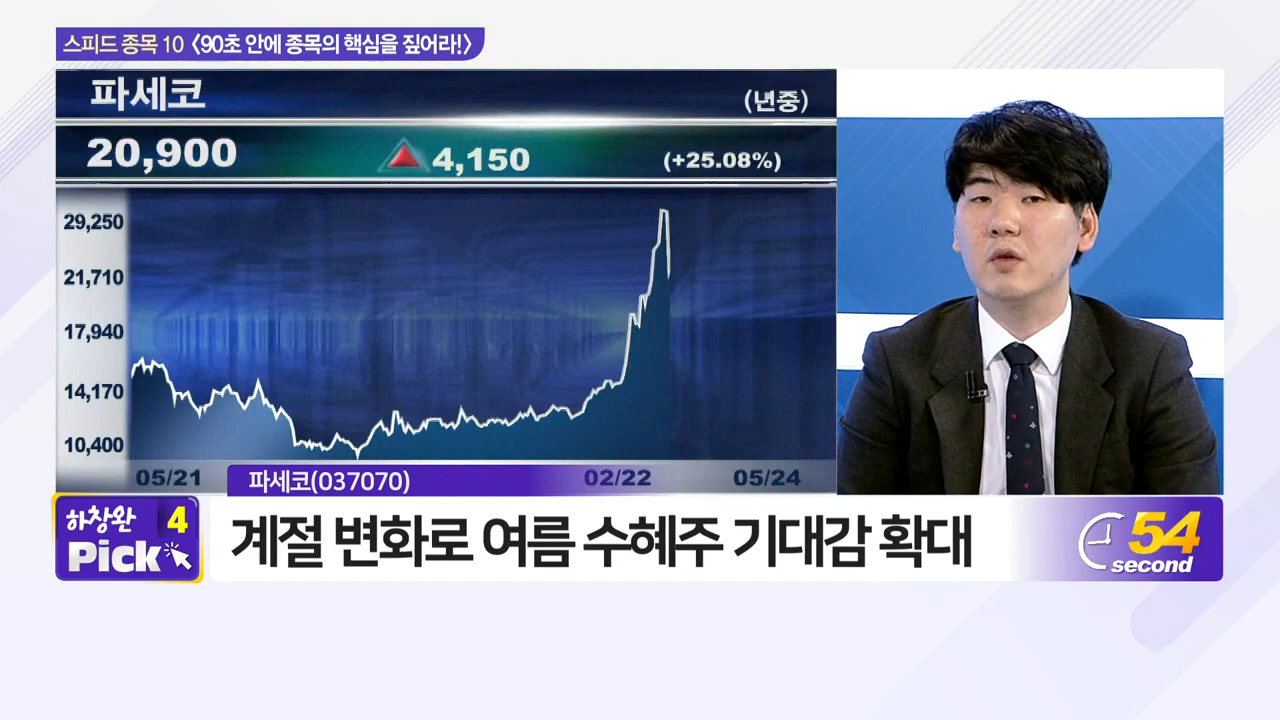 스피드 종목 10 <90초 안에 종목의 핵심을 짚어라!>
파세코
(년중)
20,900 ▲ 4,150 (+25.08%)
29,250
21,710
17,940
14,170
10,400
05/21 02/22 05/24
파세코(037070)
하창완 4
Pick
계절 변화로 여름 수혜주 기대감 확대
54
second